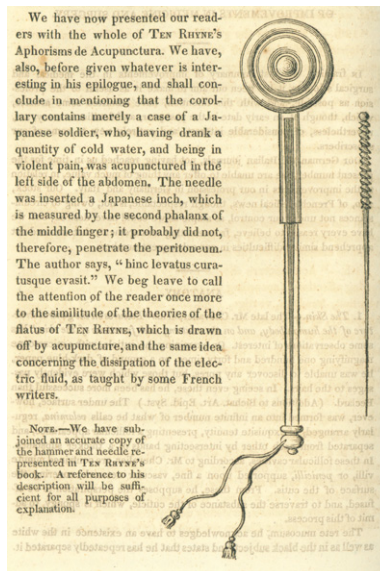 We have now presented our read-
ers with the whole of TEN RHYNE's
Aphorisms de Acupunctura. We have,
also, before given whatever is inter-
esting in his epilogue, and shall con-
clude in mentioning that the corol-
lary contains merely a case of a Ja-
panese soldier, who, having drank a
quantity of cold water, and being in
violent pain, was acupunctured in the
left side of the abdomen. The needle
was inserted a Japanese inch, which
is measured by the second phalanx of
the middle finger; it probably did not,
therefore, penetrate the peritoneum.
The author says, “ hinc levatus cura-
tusque evasit.” We beg leave to call
the attention of the reader once more
to the similitude of the theories of the
flatus of TEN RHYNE, which is drawn
off by acupuncture, and the same idea
concerning the dissipation of the elec-
tric fluid, as taught by some French
writers.
NOTE.—We have sub-
joined an accurate copy of
the hammer and needle re-
presented in TEN RHYNE's
book. A reference to his
description will be suffi-
cient for all purposes of
explanation.